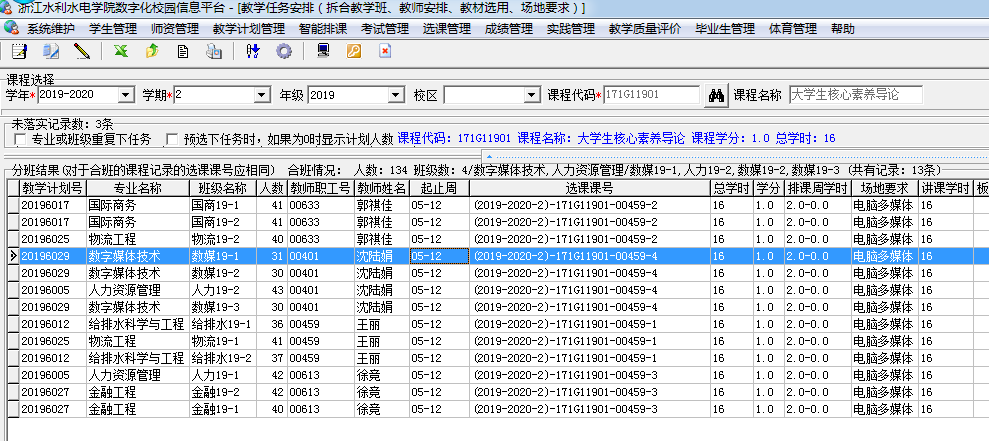 浙江水利水电学院数字化校园信息平台 - [教学任务安排（拆合教学班、教师安排、教材选用、场地要求）]
系统维护 学生管理 师资管理 教学计划管理 智能排课 考试管理 选课管理 成绩管理 实践管理 教学质量评价 毕业生管理 体育管理 帮助
课程选择
学年* 2019-2020 学期* 2 年级 2019 校区 课程代码* 171G11901 课程名称 大学生核心素养导论
未落实记录数: 3条
专业或班级重复下任务 预选下任务时,如果为0时显示计划人数 课程代码: 171G11901 课程名称: 大学生核心素养导论 课程学分: 1.0 总学时: 16
分班结果(对于合班的课程记录的选课课号应相同) 合班情况: 人数: 134 班级数: 4/数字媒体技术,人力资源管理/数媒19-1,人力19-2,数媒19-2,数媒19-3 (共有记录: 13条)
教学计划号 专业名称 班级名称 人数 教师职工号 教师姓名 起止周 选课课号 总学时 学分 排课周学时 场地要求 讲课学时 板
20196017 国际商务 国商19-1 41 00633 郭祺佳 05-12 (2019-2020-2)-171G11901-00459-2 16 1.0 2.0-0.0 电脑多媒体 16
20196017 国际商务 国商19-2 40 00633 郭祺佳 05-12 (2019-2020-2)-171G11901-00459-2 16 1.0 2.0-0.0 电脑多媒体 16
20196025 物流工程 物流19-2 40 00633 郭祺佳 05-12 (2019-2020-2)-171G11901-00459-2 16 1.0 2.0-0.0 电脑多媒体 16
20196029 数字媒体技术 数媒19-1 31 00401 沈陆娟 05-12 (2019-2020-2)-171G11901-00459-4 16 1.0 2.0-0.0 电脑多媒体 16
20196029 数字媒体技术 数媒19-2 30 00401 沈陆娟 05-12 (2019-2020-2)-171G11901-00459-4 16 1.0 2.0-0.0 电脑多媒体 16
20196005 人力资源管理 人力19-2 43 00401 沈陆娟 05-12 (2019-2020-2)-171G11901-00459-4 16 1.0 2.0-0.0 电脑多媒体 16
20196029 数字媒体技术 数媒19-3 30 00401 沈陆娟 05-12 (2019-2020-2)-171G11901-00459-4 16 1.0 2.0-0.0 电脑多媒体 16
20196012 给排水科学与工程 给排水19-1 36 00459 王丽 05-12 (2019-2020-2)-171G11901-00459-1 16 1.0 2.0-0.0 电脑多媒体 16
20196025 物流工程 物流19-1 41 00459 王丽 05-12 (2019-2020-2)-171G11901-00459-1 16 1.0 2.0-0.0 电脑多媒体 16
20196012 给排水科学与工程 给排水19-2 37 00459 王丽 05-12 (2019-2020-2)-171G11901-00459-1 16 1.0 2.0-0.0 电脑多媒体 16
20196005 人力资源管理 人力19-1 42 00613 徐竟 05-12 (2019-2020-2)-171G11901-00459-3 16 1.0 2.0-0.0 电脑多媒体 16
20196027 金融工程 金融19-2 42 00613 徐竟 05-12 (2019-2020-2)-171G11901-00459-3 16 1.0 2.0-0.0 电脑多媒体 16
20196027 金融工程 金融19-1 40 00613 徐竟 05-12 (2019-2020-2)-171G11901-00459-3 16 1.0 2.0-0.0 电脑多媒体 16